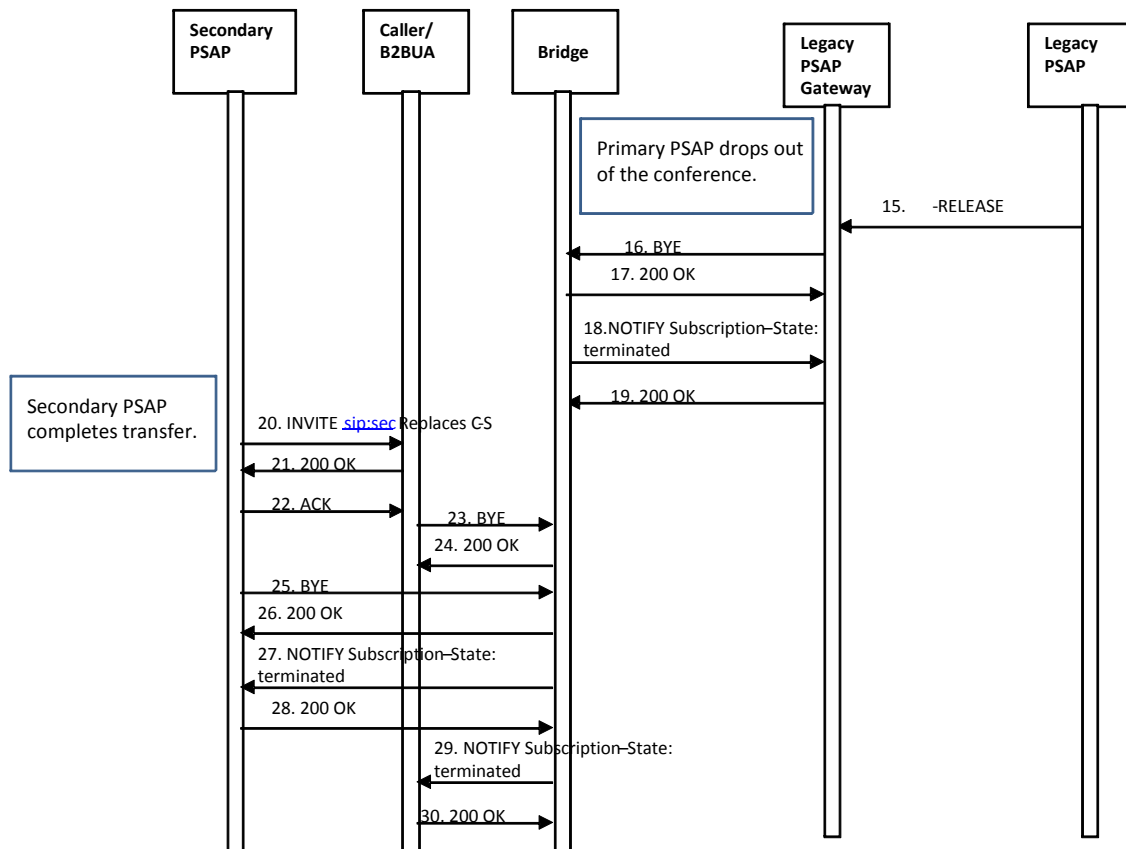 Secondary
PSAP
Caller/
B2BUA
Bridge
Legacy
PSAP
Gateway
Legacy
PSAP
Primary PSAP drops out
of the conference.
15. -RELEASE
16. BYE
17. 200 OK
18.NOTIFY Subscription–State:
terminated
19. 200 OK
Secondary PSAP
completes transfer.
20. INVITE sip:sec Replaces C-S
21. 200 OK
22. ACK
23. BYE
24. 200 OK
25. BYE
26. 200 OK
27. NOTIFY Subscription–State:
terminated
28. 200 OK
29. NOTIFY Subscription–State:
terminated
30. 200 OK